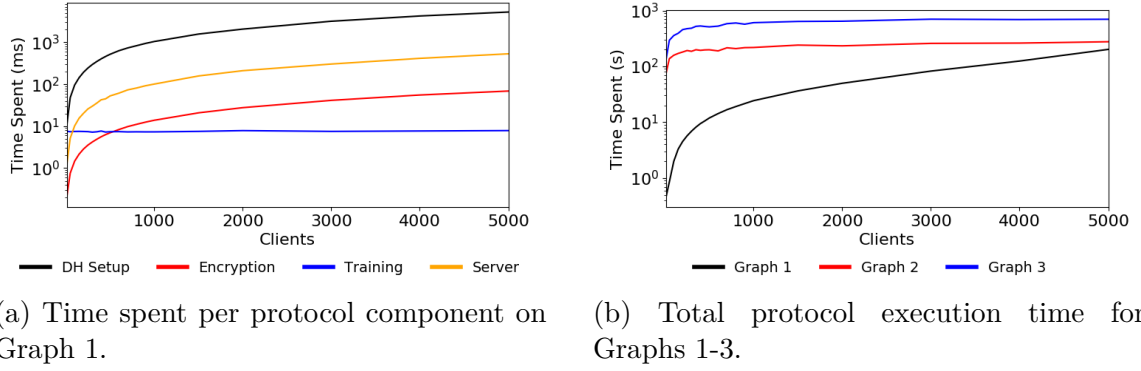 10³
10²
10¹
10⁰
Time Spent (ms)
1000 2000 3000 4000 5000
Clients
DH Setup Encryption Training Server
(a) Time spent per protocol component on
Graph 1.
10³
10²
10¹
10⁰
Time Spent (s)
1000 2000 3000 4000 5000
Clients
Graph 1 Graph 2 Graph 3
(b) Total protocol execution time for
Graphs 1-3.